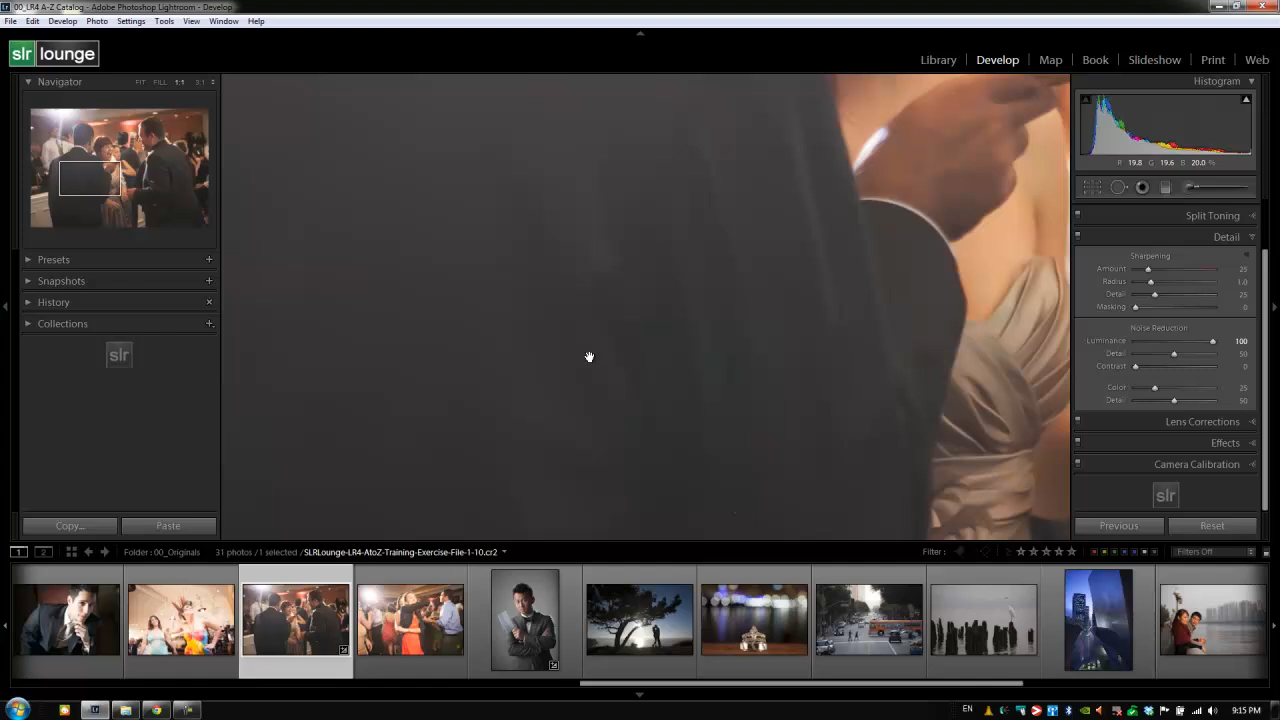 00_LR4 A-Z Catalog - Adobe Photoshop Lightroom - Develop
File Edit Develop Photo Settings Tools View Window Help
slr lounge
Library | Develop | Map | Book | Slideshow | Print | Web
Navigator FIT FILL 1:1 3:1
Histogram
R 19.8 G 19.6 B 20.0 %
Split Toning
Detail
Sharpening
Amount 25
Radius 1.0
Detail 25
Masking 0
Noise Reduction
Luminance 100
Detail 50
Contrast 0
Color 25
Detail 50
Lens Corrections
Effects
Camera Calibration
slr
Previous Reset
Presets
Snapshots
History
Collections
slr
Copy... Paste
1 2 Folder : 00_Originals 31 photos / 1 selected / SLRLounge-LR4-AtoZ-Training-Exercise-File-1-10.cr2 Filter : Filters Off
EN 9:15 PM